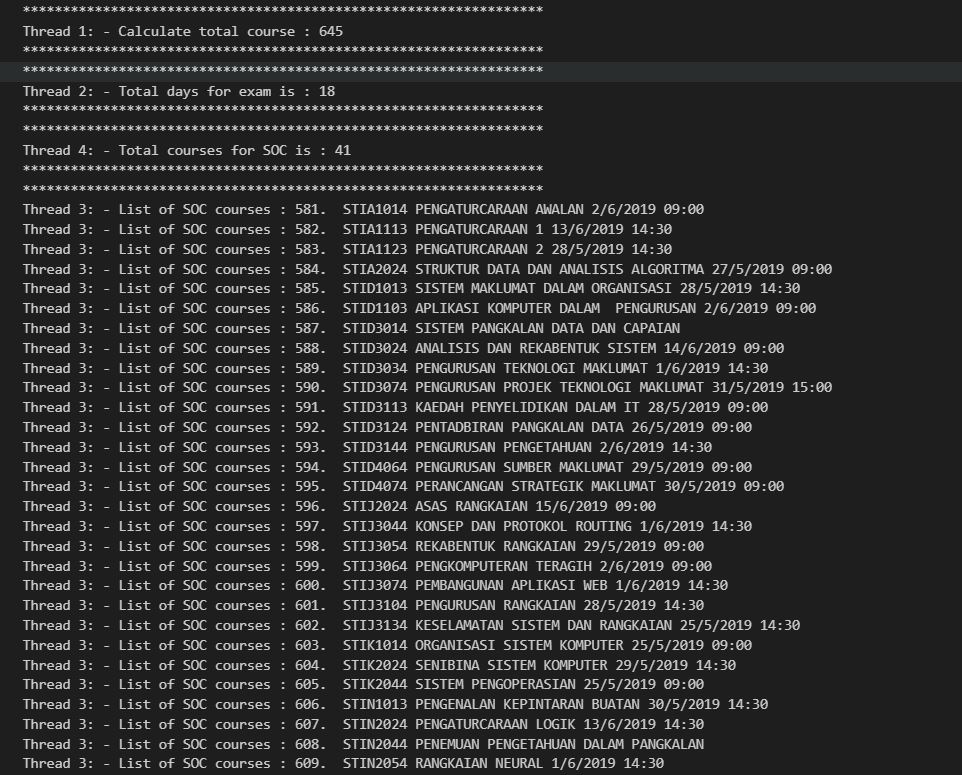 *****************************************************************
Thread 1: - Calculate total course : 645
*****************************************************************
*****************************************************************
Thread 2: - Total days for exam is : 18
*****************************************************************
*****************************************************************
Thread 4: - Total courses for SOC is : 41
*****************************************************************
*****************************************************************
Thread 3: - List of SOC courses : 581.  STIA1014 PENGATURCARAAN AWALAN 2/6/2019 09:00
Thread 3: - List of SOC courses : 582.  STIA1113 PENGATURCARAAN 1 13/6/2019 14:30
Thread 3: - List of SOC courses : 583.  STIA1123 PENGATURCARAAN 2 28/5/2019 14:30
Thread 3: - List of SOC courses : 584.  STIA2024 STRUKTUR DATA DAN ANALISIS ALGORITMA 27/5/2019 09:00
Thread 3: - List of SOC courses : 585.  STID1013 SISTEM MAKLUMAT DALAM ORGANISASI 28/5/2019 14:30
Thread 3: - List of SOC courses : 586.  STID1103 APLIKASI KOMPUTER DALAM  PENGURUSAN 2/6/2019 09:00
Thread 3: - List of SOC courses : 587.  STID3014 SISTEM PANGKALAN DATA DAN CAPAIAN
Thread 3: - List of SOC courses : 588.  STID3024 ANALISIS DAN REKABENTUK SISTEM 14/6/2019 09:00
Thread 3: - List of SOC courses : 589.  STID3034 PENGURUSAN TEKNOLOGI MAKLUMAT 1/6/2019 14:30
Thread 3: - List of SOC courses : 590.  STID3074 PENGURUSAN PROJEK TEKNOLOGI MAKLUMAT 31/5/2019 15:00
Thread 3: - List of SOC courses : 591.  STID3113 KAEDAH PENYELIDIKAN DALAM IT 28/5/2019 09:00
Thread 3: - List of SOC courses : 592.  STID3124 PENTADBIRAN PANGKALAN DATA 26/5/2019 09:00
Thread 3: - List of SOC courses : 593.  STID3144 PENGURUSAN PENGETAHUAN 2/6/2019 14:30
Thread 3: - List of SOC courses : 594.  STID4064 PENGURUSAN SUMBER MAKLUMAT 29/5/2019 09:00
Thread 3: - List of SOC courses : 595.  STID4074 PERANCANGAN STRATEGIK MAKLUMAT 30/5/2019 09:00
Thread 3: - List of SOC courses : 596.  STIJ2024 ASAS RANGKAIAN 15/6/2019 09:00
Thread 3: - List of SOC courses : 597.  STIJ3044 KONSEP DAN PROTOKOL ROUTING 1/6/2019 14:30
Thread 3: - List of SOC courses : 598.  STIJ3054 REKABENTUK RANGKAIAN 29/5/2019 09:00
Thread 3: - List of SOC courses : 599.  STIJ3064 PENGKOMPUTERAN TERAGIH 2/6/2019 09:00
Thread 3: - List of SOC courses : 600.  STIJ3074 PEMBANGUNAN APLIKASI WEB 1/6/2019 14:30
Thread 3: - List of SOC courses : 601.  STIJ3104 PENGURUSAN RANGKAIAN 28/5/2019 14:30
Thread 3: - List of SOC courses : 602.  STIJ3134 KESELAMATAN SISTEM DAN RANGKAIAN 25/5/2019 14:30
Thread 3: - List of SOC courses : 603.  STIK1014 ORGANISASI SISTEM KOMPUTER 25/5/2019 09:00
Thread 3: - List of SOC courses : 604.  STIK2024 SENIBINA SISTEM KOMPUTER 29/5/2019 14:30
Thread 3: - List of SOC courses : 605.  STIK2044 SISTEM PENGOPERASIAN 25/5/2019 09:00
Thread 3: - List of SOC courses : 606.  STIN1013 PENGENALAN KEPINTARAN BUATAN 30/5/2019 14:30
Thread 3: - List of SOC courses : 607.  STIN2024 PENGATURCARAAN LOGIK 13/6/2019 14:30
Thread 3: - List of SOC courses : 608.  STIN2044 PENEMUAN PENGETAHUAN DALAM PANGKALAN
Thread 3: - List of SOC courses : 609.  STIN2054 RANGKAIAN NEURAL 1/6/2019 14:30